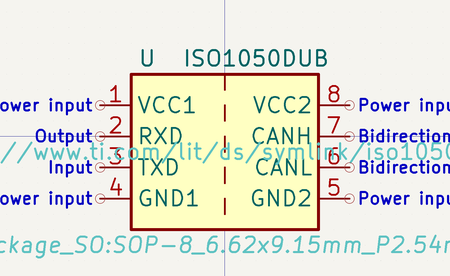 U ISO1050DUB
ower input 1 VCC1 VCC2 8 Power inpu
Output 2 RXD CANH 7 Bidirection
//www.ti.com/lit/ds/symlink/iso1050
Input 3 TXD CANL 6 Bidirection
ower input 4 GND1 GND2 5 Power inpu
ckage_SO:SOP-8_6.62x9.15mm_P2.54m